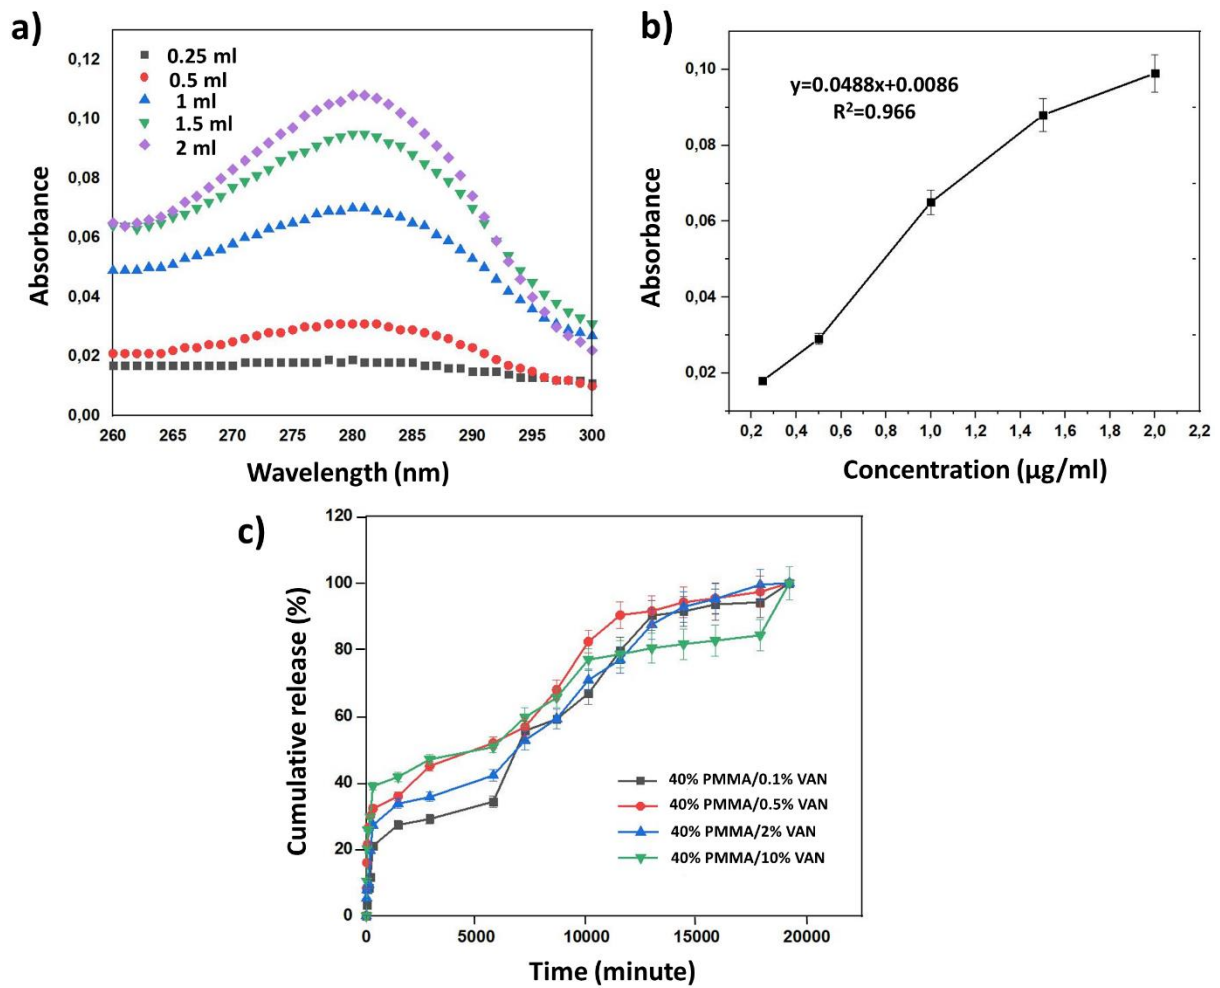 a)
0,12
0,10
0,08
0,06
0,04
0,02
0,00
0.25 ml
0.5 ml
1 ml
1.5 ml
2 ml
Absorbance
260 265 270 275 280 285 290 295 300
Wavelength (nm)
b)
y=0.0488x+0.0086
R²=0.966
0,10
0,08
0,06
0,04
0,02
Absorbance
0,2 0,4 0,6 0,8 1,0 1,2 1,4 1,6 1,8 2,0 2,2
Concentration (μg/ml)
c)
120
100
80
60
40
20
0
Cumulative release (%)
40% PMMA/0.1% VAN
40% PMMA/0.5% VAN
40% PMMA/2% VAN
40% PMMA/10% VAN
0 5000 10000 15000 20000
Time (minute)